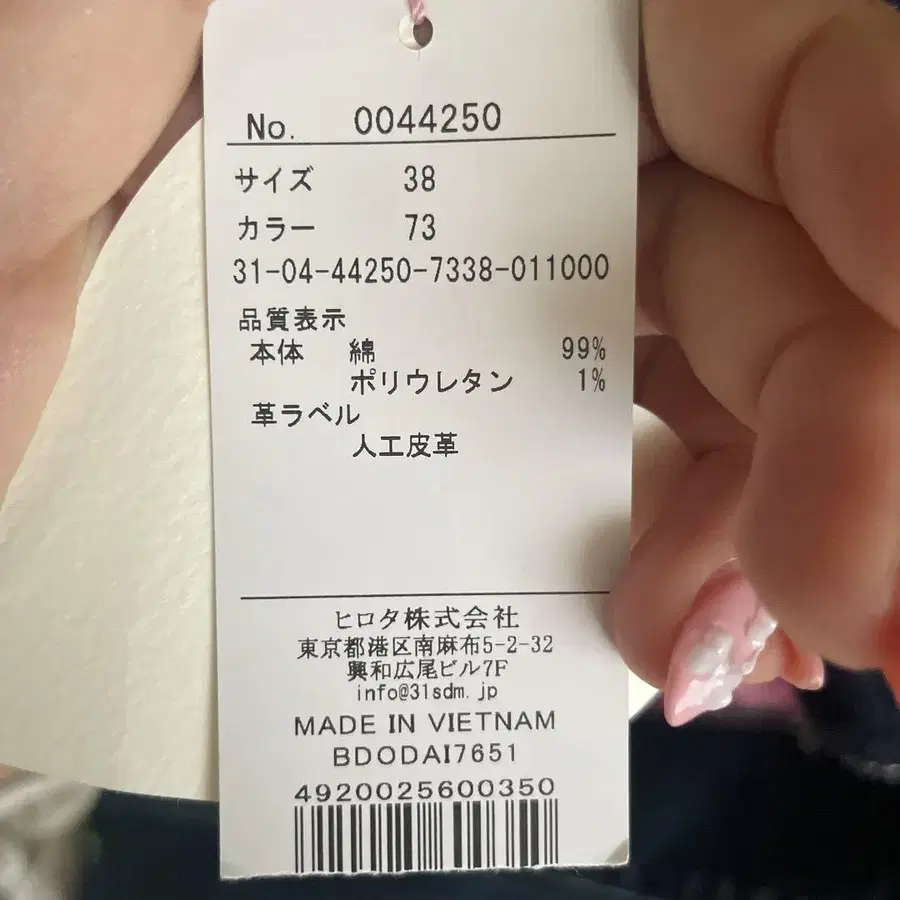 No. 0044250
サイズ 38
カラー 73
31-04-44250-7338-011000
品質表示
本体 綿 99%
ポリウレタン 1%
革ラベル
人工皮革
ヒロタ株式会社
東京都港区南麻布5-2-32
興和広尾ビル7F
info@31sdm.jp
MADE IN VIETNAM
BDODAI7651
4920025600350